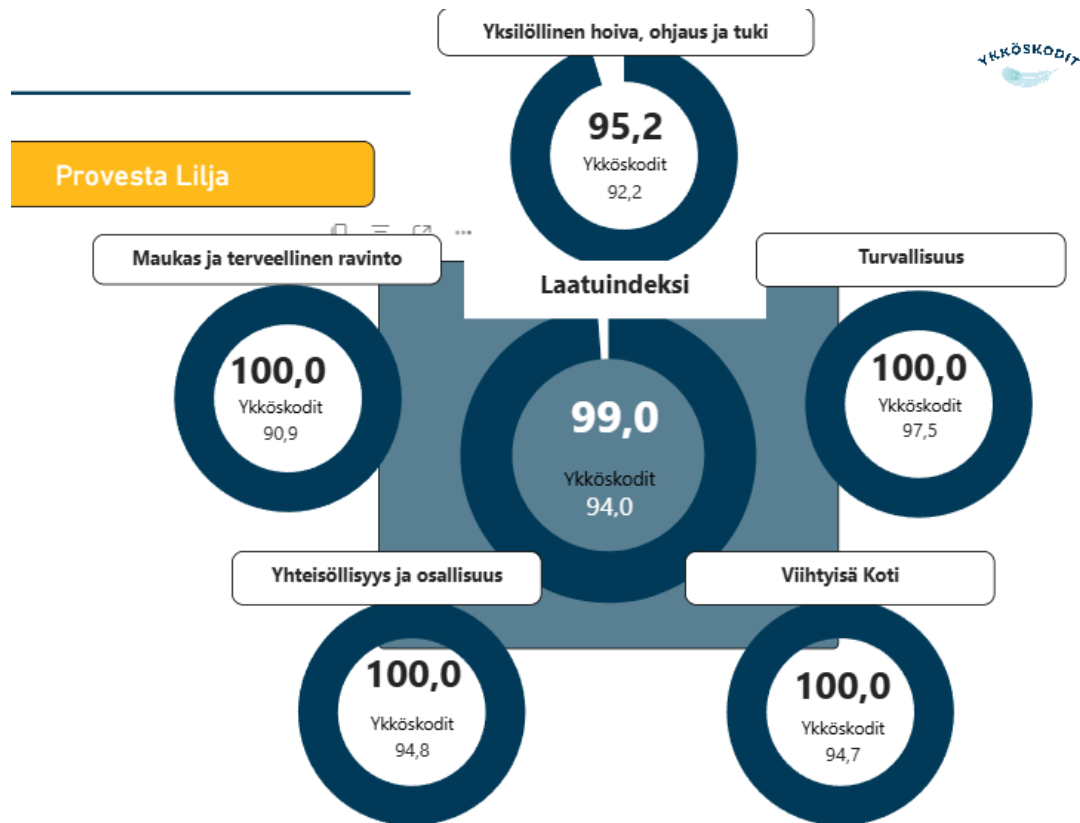 Yksilöllinen hoiva, ohjaus ja tuki
YKKÖSKODIT
95,2
Ykköskodit
92,2
Provesta Lilja
Maukas ja terveellinen ravinto
Turvallisuus
Laatuindeksi
100,0
Ykköskodit
90,9
99,0
Ykköskodit
94,0
100,0
Ykköskodit
97,5
Yhteisöllisyys ja osallisuus
Viihtyisä Koti
100,0
Ykköskodit
94,8
100,0
Ykköskodit
94,7